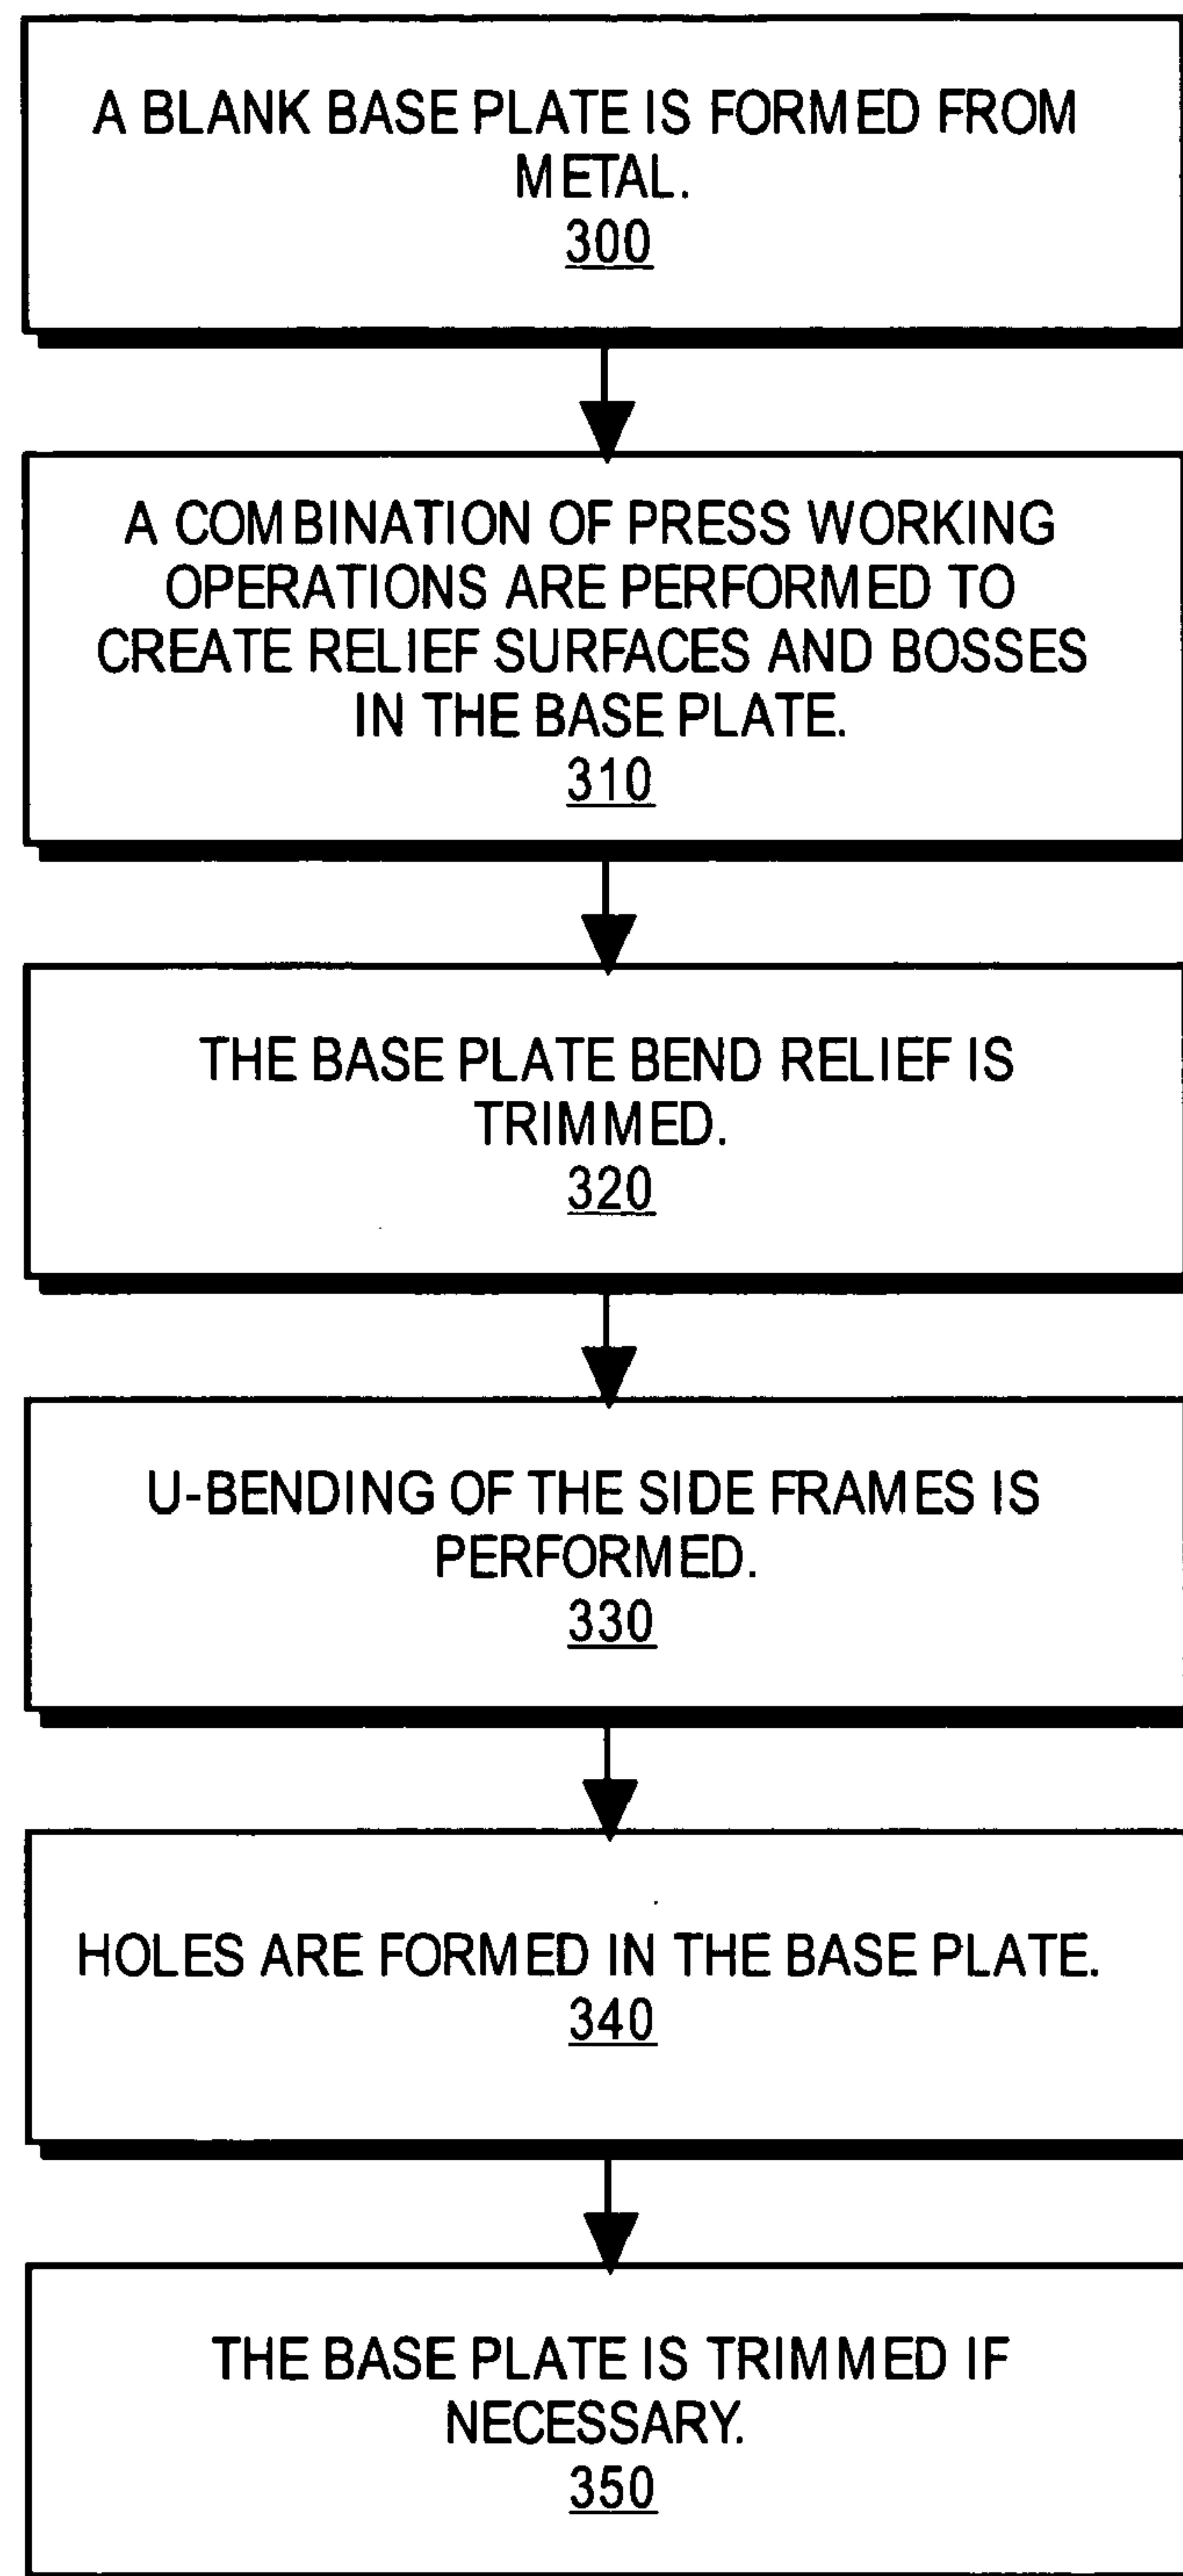 A BLANK BASE PLATE IS FORMED FROM
METAL.
300
A COMBINATION OF PRESS WORKING
OPERATIONS ARE PERFORMED TO
CREATE RELIEF SURFACES AND BOSSES
IN THE BASE PLATE.
310
THE BASE PLATE BEND RELIEF IS
TRIMMED.
320
U-BENDING OF THE SIDE FRAMES IS
PERFORMED.
330
HOLES ARE FORMED IN THE BASE PLATE.
340
THE BASE PLATE IS TRIMMED IF
NECESSARY.
350